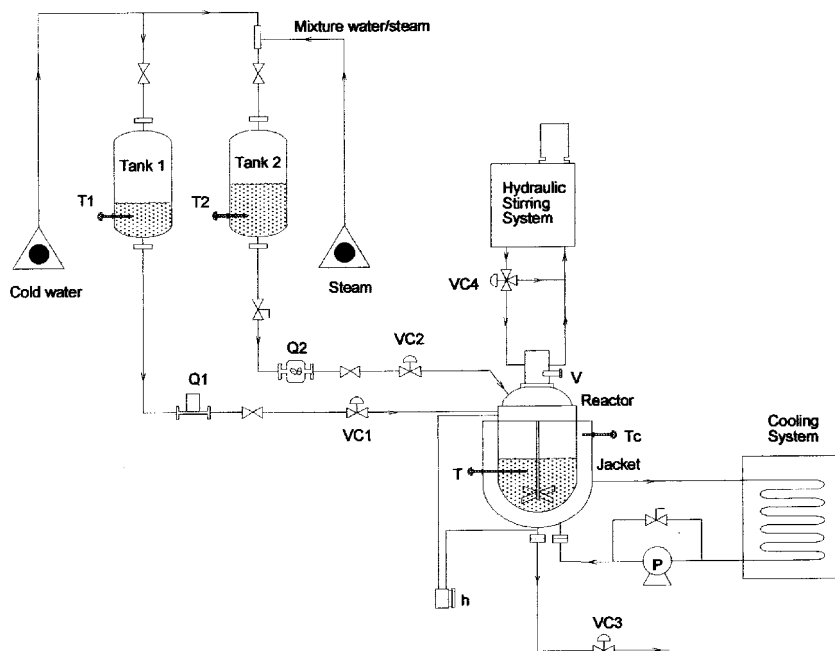 Mixture water/steam
Tank 1
Tank 2
T1
T2
Hydraulic
Stirring
System
Cold water
Steam
VC4
Q2
VC2
V
Q1
VC1
Reactor
Tc
Cooling
System
T
Jacket
P
h
VC3